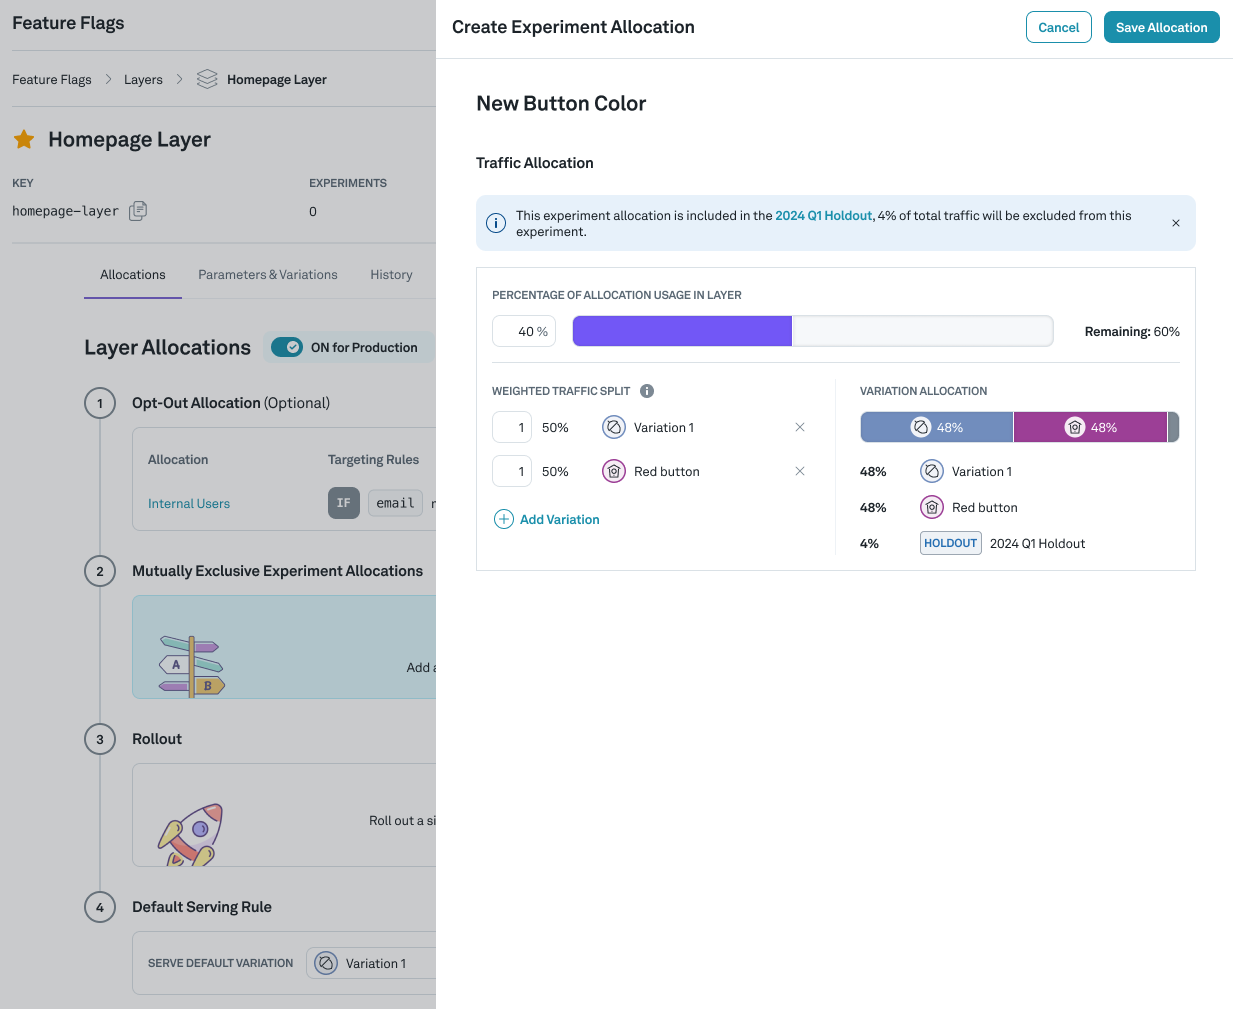 Feature Flags
Create Experiment Allocation
Cancel
Save Allocation
Feature Flags
Layers
Homepage Layer
Homepage Layer
KEY
EXPERIMENTS
homepage-layer
0
Allocations
Parameters & Variations
History
Layer Allocations
ON for Production
1
Opt-Out Allocation (Optional)
Allocation
Targeting Rules
Internal Users
IF
email
2
Mutually Exclusive Experiment Allocations
A
B
Add
3
Rollout
Roll out a
4
Default Serving Rule
SERVE DEFAULT VARIATION
Variation 1
New Button Color
Traffic Allocation
This experiment allocation is included in the 2024 Q1 Holdout, 4% of total traffic will be excluded from this
experiment.
PERCENTAGE OF ALLOCATION USAGE IN LAYER
40 %
Remaining: 60%
WEIGHTED TRAFFIC SPLIT
1 50% Variation 1
1 50% Red button
Add Variation
VARIATION ALLOCATION
48%
48%
48% Variation 1
48% Red button
4% HOLDOUT 2024 Q1 Holdout